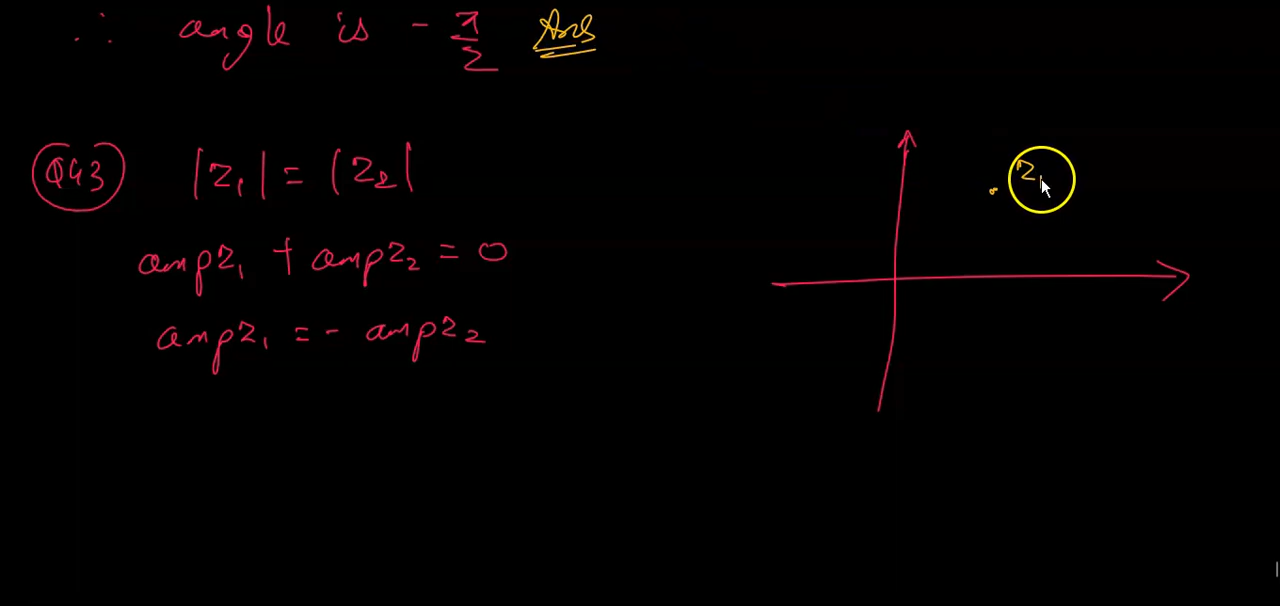 ∴ angle is - π/2 Ans
Q43 |z₁| = |z₂|
z₁
amp z₁ + amp z₂ = 0
amp z₁ = - amp z₂